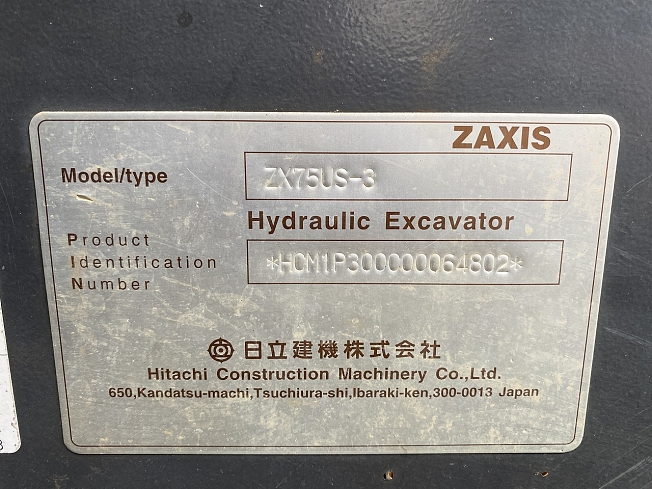 ZAXIS
Model/type ZX75US-3
Hydraulic Excavator
Product
Identification
Number
*HCM1P300C00064802*
日立建機株式会社
Hitachi Construction Machinery Co.,Ltd.
650,Kandatsu-machi,Tsuchiura-shi,Ibaraki-ken,300-0013 Japan